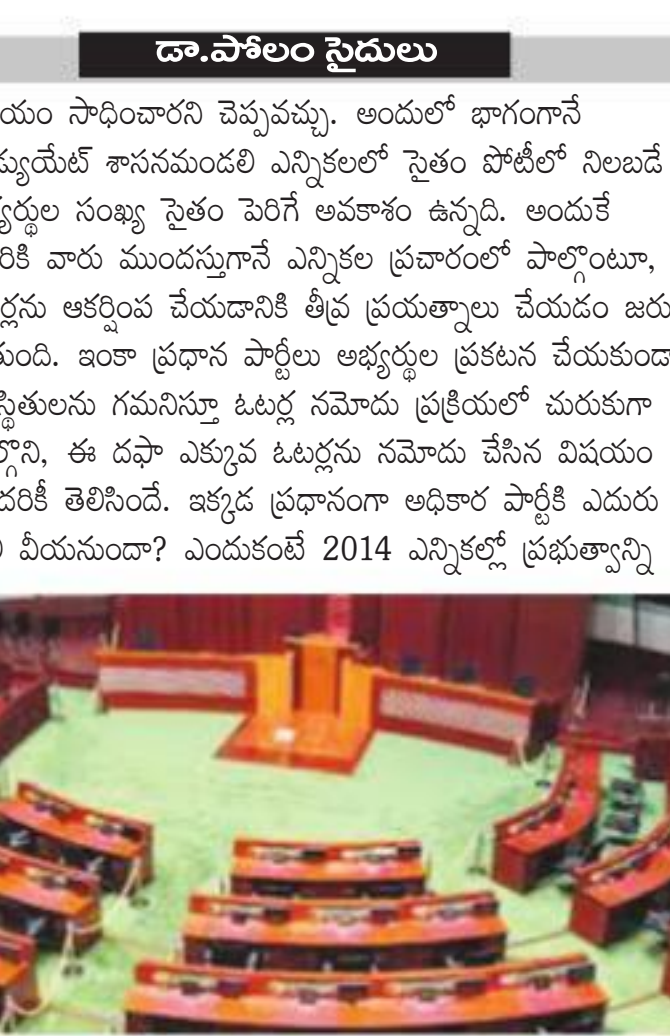 డా.పోలం సైదులు
యం సాధించారని చెప్పవచ్చు. అందులో భాగంగానే
డ్యుయేట్ శాసనమండలి ఎన్నికలలో సైతం పోటీలో నిలబడే
్యర్థుల సంఖ్య సైతం పెరిగే అవకాశం ఉన్నది. అందుకే
రికి వారు ముందస్తుగానే ఎన్నికల ప్రచారంలో పాల్గొంటూ,
ర్లను ఆకర్షింప చేయడానికి తీవ్ర ప్రయత్నాలు చేయడం జరు
తుంది. ఇంకా ప్రధాన పార్టీలు అభ్యర్థుల ప్రకటన చేయకుండా
స్థితులను గమనిస్తూ ఓటర్ల నమోదు ప్రక్రియలో చురుకుగా
ల్గొని, ఈ దఫా ఎక్కువ ఓటర్లను నమోదు చేసిన విషయం
దరికీ తెలిసిందే. ఇక్కడ ప్రధానంగా అధికార పార్టీకి ఎదురు
వీయనుందా? ఎందుకంటే 2014 ఎన్నికల్లో ప్రభుత్వాన్ని